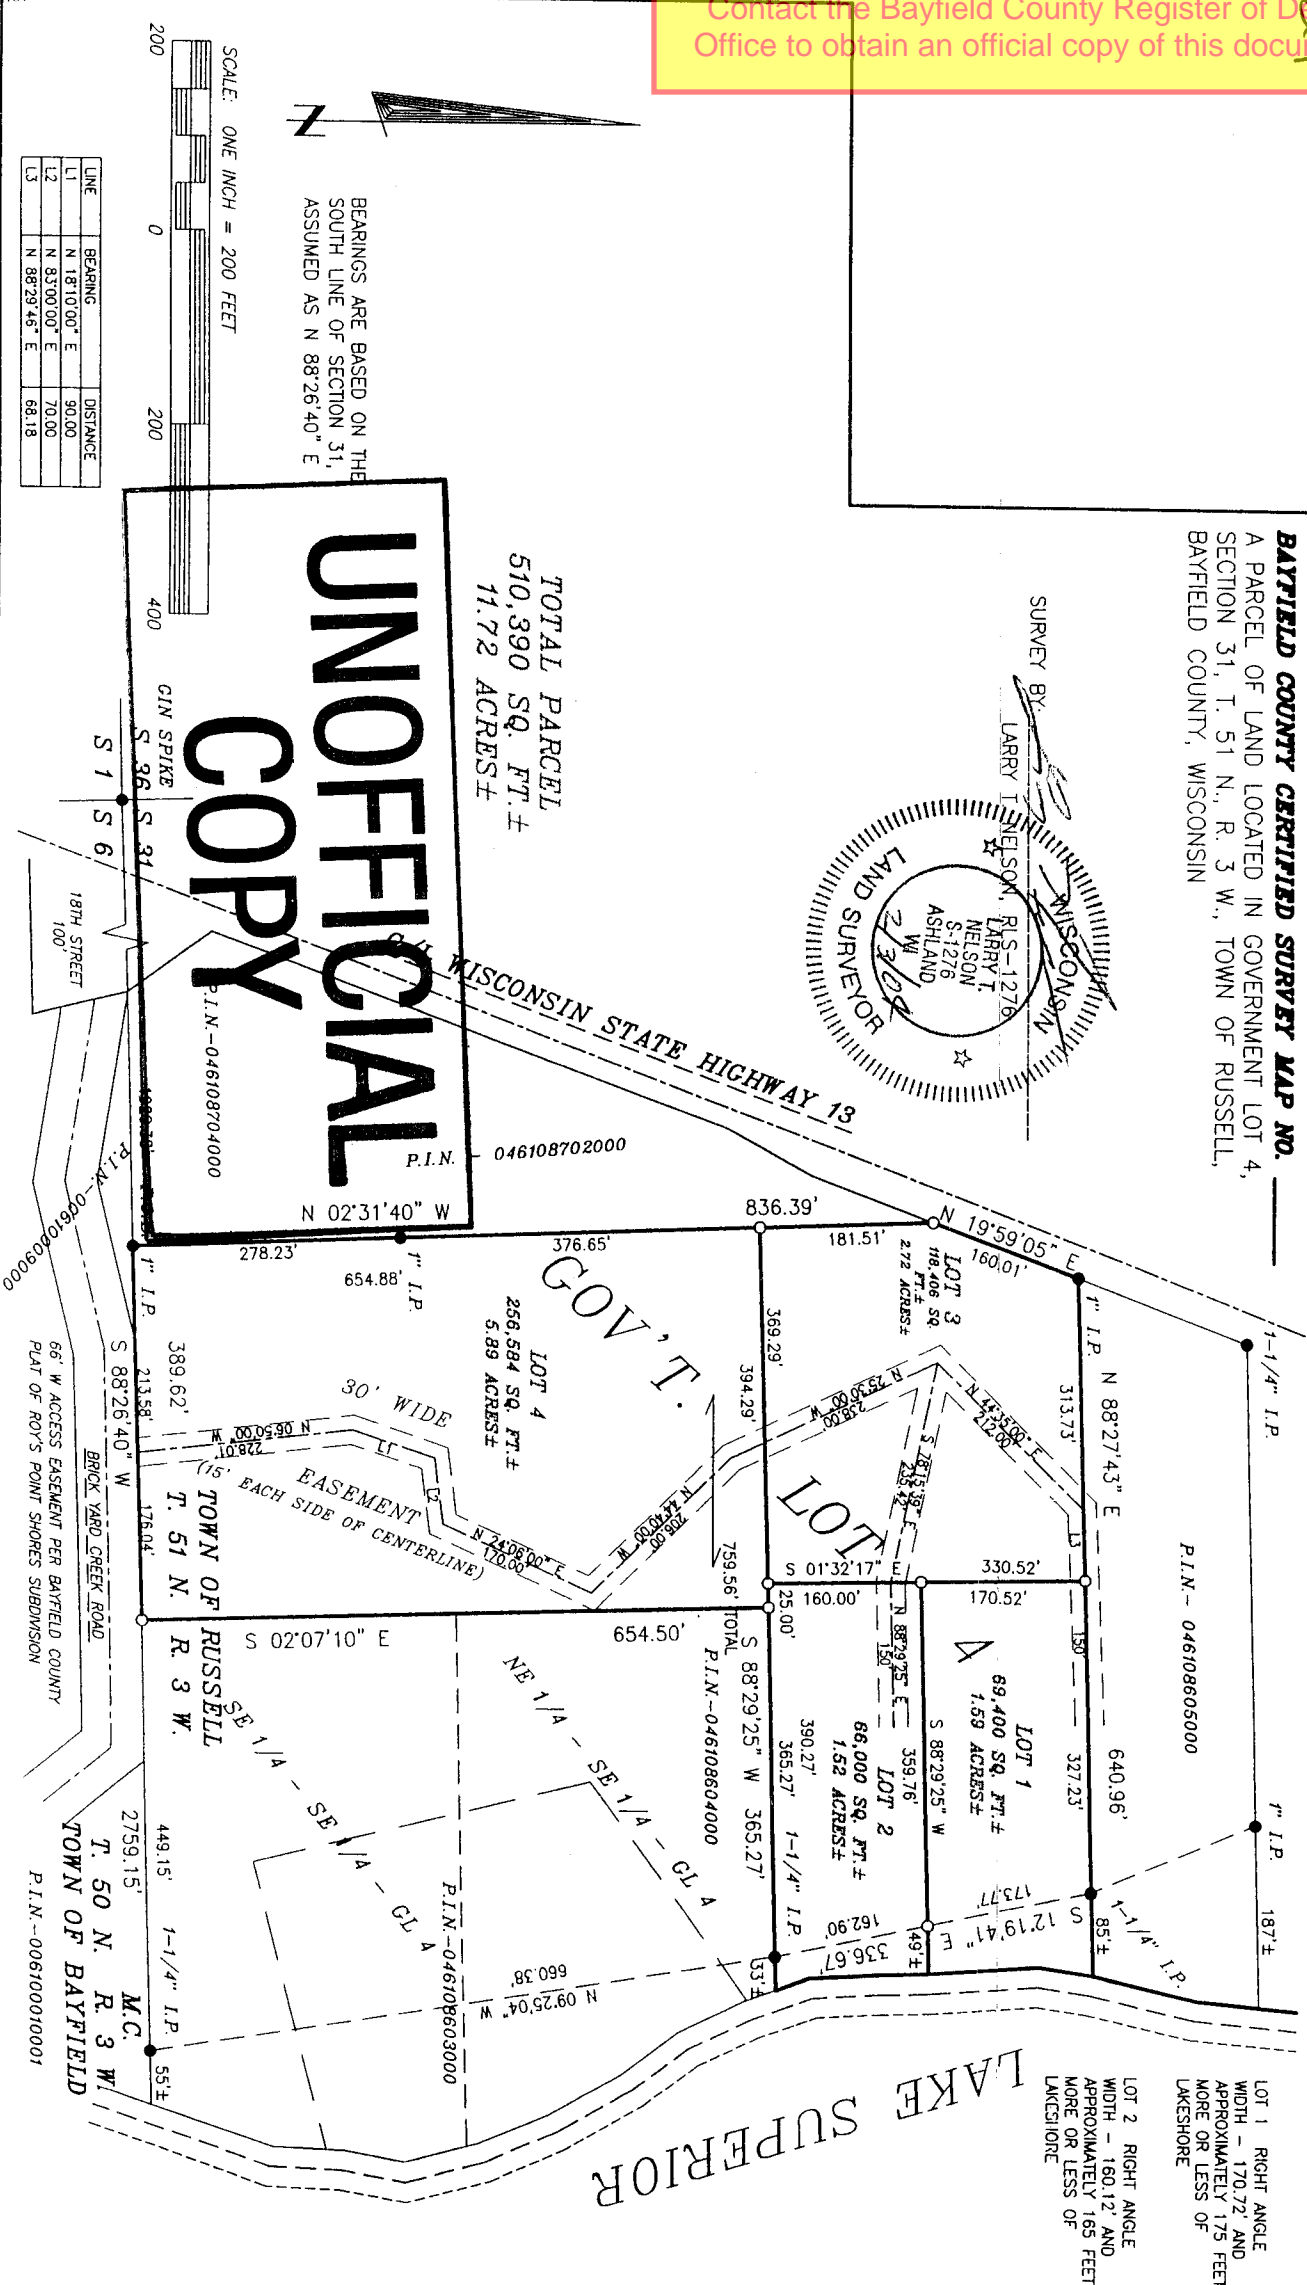 Contact the Bayfield County Register of De
Office to obtain an official copy of this docu
BAYFIELD COUNTY CERTIFIED SURVEY MAP NO.
A PARCEL OF LAND LOCATED IN GOVERNMENT LOT 4,
SECTION 31, T. 51 N., R. 3 W., TOWN OF RUSSELL,
BAYFIELD COUNTY, WISCONSIN
SURVEY BY:
LARRY T. NELSON, RLS-1276
WISCONSIN
LARRY T.
NELSON
S-1276
ASHLAND
WI
LAND SURVEYOR
TOTAL PARCEL
510,390 SQ. FT.±
11.72 ACRES±
BEARINGS ARE BASED ON THE
SOUTH LINE OF SECTION 31,
ASSUMED AS N 88°26'40" E
N
SCALE: ONE INCH = 200 FEET
200
0
200
400
LINE BEARING DISTANCE
L1 N 18°10'00" E 90.00
L2 N 83°00'00" E 70.00
L3 N 88°29'46" E 68.18
UNOFFICIAL
COPY
GIN SPIKE
S 36 S 31
S 1 S 6
18TH STREET
100'
WISCONSIN STATE HIGHWAY 13
P.I.N.-046108704000
P.I.N. 046108702000
P.I.N.-006100009000
N 02°31'40" W
836.39'
278.23'
376.65'
181.51'
654.88'
1" I.P.
1" I.P.
N 19°59'05" E
160.01'
1" I.P.
1-1/4" I.P.
LOT 3
118,406 SQ.
FT.±
2.72 ACRES±
N 88°27'43" E
313.73'
640.96'
327.23'
P.I.N.- 046108605000
1" I.P.
187'±
GOV'T.
LOT
4
LOT 4
256,584 SQ. FT.±
5.89 ACRES±
369.29'
394.29'
759.56' TOTAL
N 44°35'00" E
212.00'
N 25°30'00" W
238.00'
S 78°15'39" E
235.42'
L3
L1
L2
N 44°40'00" W
206.00'
N 24°06'00" E
170.00'
N 06°50'00" W
228.01'
30' WIDE
EASEMENT
(15' EACH SIDE OF CENTERLINE)
S 01°32'17" E
330.52'
160.00'
170.52'
25.00'
N 88°29'25" E
150'
150'
LOT 1
69,400 SQ. FT.±
1.59 ACRES±
S 88°29'25" W
359.76'
LOT 2
66,000 SQ. FT.±
1.52 ACRES±
390.27'
365.27'
S 88°29'25" W 365.27'
1-1/4" I.P.
P.I.N.-046108604000
173.77'
162.90'
S 12°19'41" E
336.67'
1-1/4" I.P.
85'±
49'±
33'±
S 02°07'10" E
654.50'
NE 1/4 - SE 1/4 - GL 4
SE 1/4 - SE 1/4 - GL 4
P.I.N.-046108603000
N 09°25'04" W
660.38'
389.62'
213.58'
176.04'
S 88°26'40" W
TOWN OF RUSSELL
T. 51 N. R. 3 W.
BRICK YARD CREEK ROAD
66' W ACCESS EASEMENT PER BAYFIELD COUNTY
PLAT OF ROY'S POINT SHORES SUBDIVISION
449.15'
2759.15'
1-1/4" I.P.
M.C.
55'±
T. 50 N. R. 3 W.
TOWN OF BAYFIELD
P.I.N.-006100010001
LAKE SUPERIOR
LOT 1 RIGHT ANGLE
WIDTH - 170.72' AND
APPROXIMATELY 175 FEET
MORE OR LESS OF
LAKESHORE
LOT 2 RIGHT ANGLE
WIDTH - 160.12' AND
APPROXIMATELY 165 FEET
MORE OR LESS OF
LAKESHORE